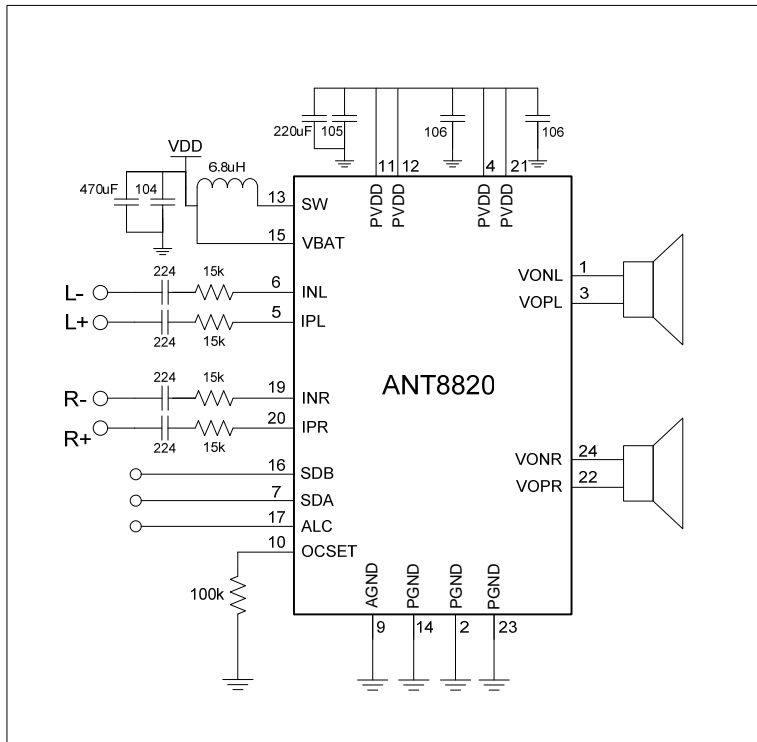 220uF 105 106 106
11 12 4 21
PVDD PVDD PVDD PVDD
VDD
470uF 104
6.8uH
13 SW
15 VBAT
L- 224 15k 6 INL
L+ 224 15k 5 IPL
R- 224 15k 19 INR
R+ 224 15k 20 IPR
16 SDB
7 SDA
17 ALC
10 OCSET
100k
ANT8820
VONL 1
VOPL 3
VONR 24
VOPR 22
AGND PGND PGND PGND
9 14 2 23